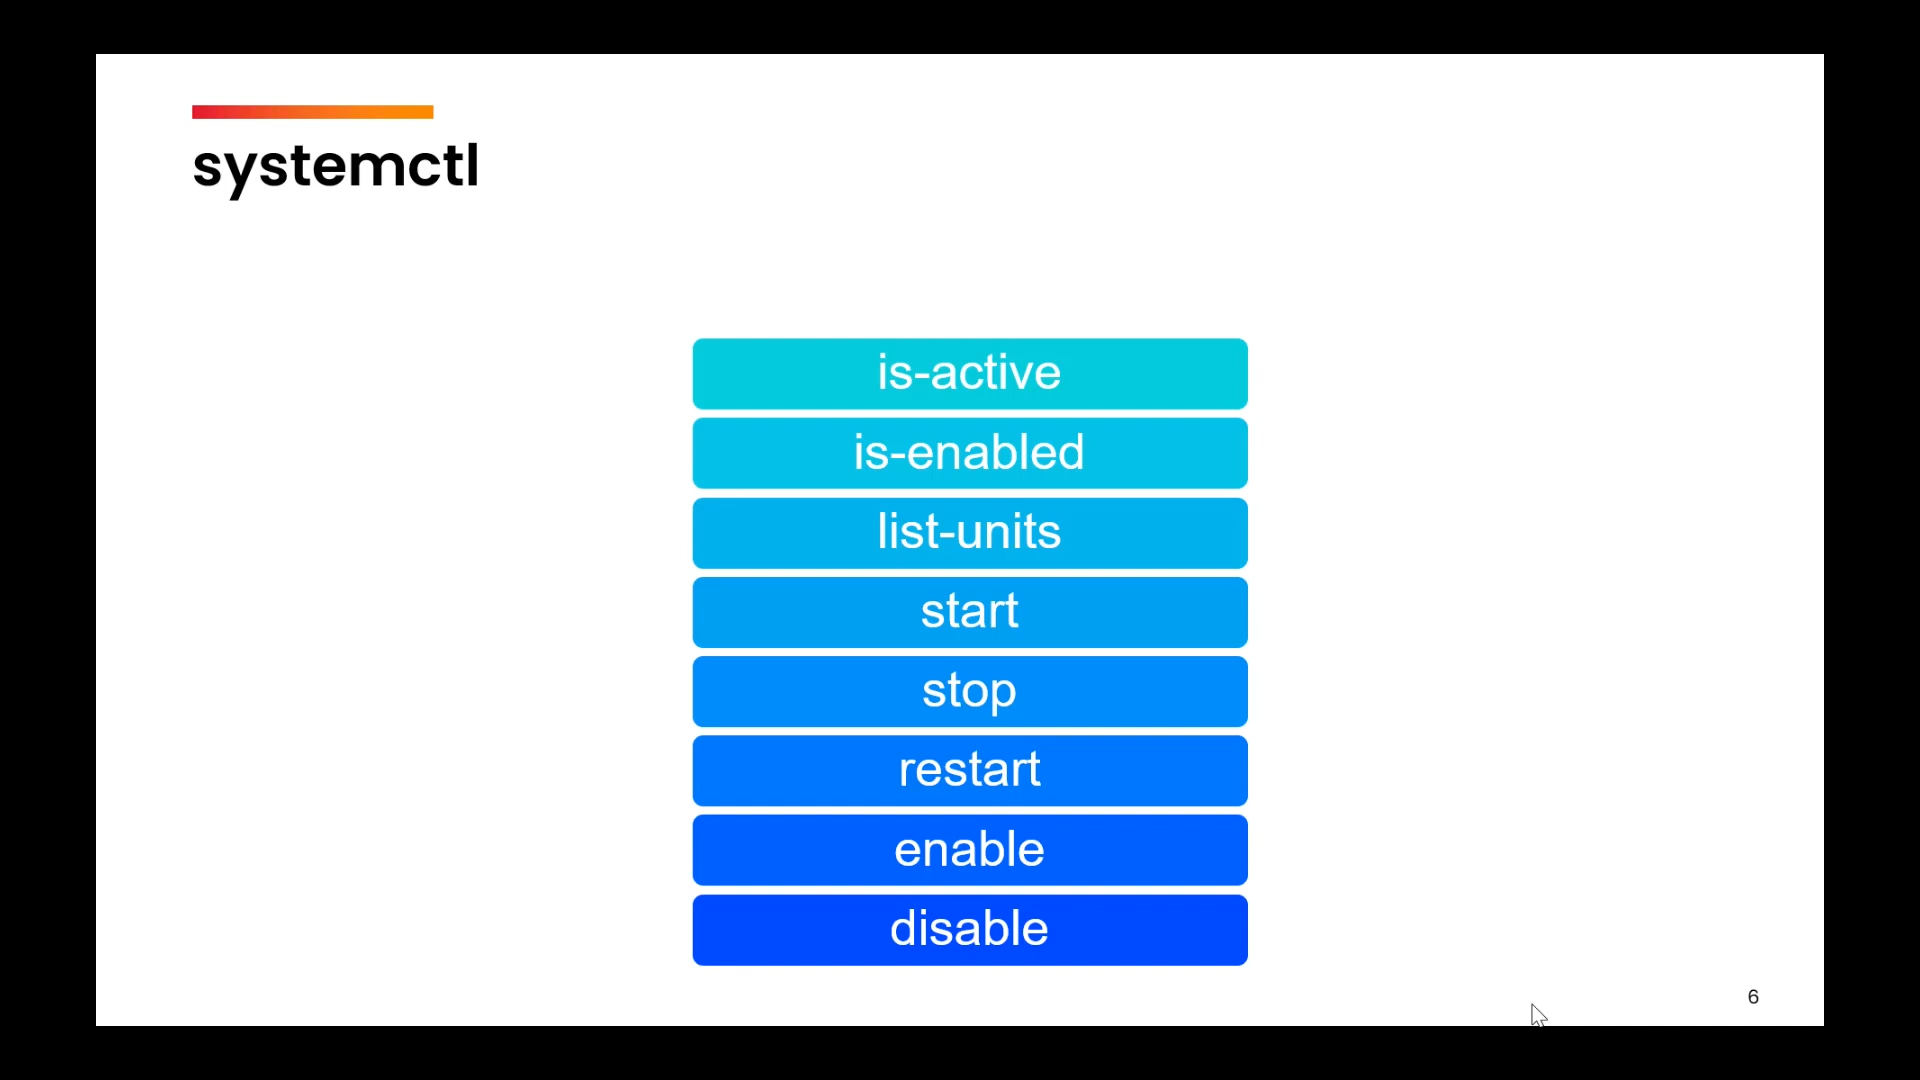 systemctl
is-active
is-enabled
list-units
start
stop
restart
enable
disable
6